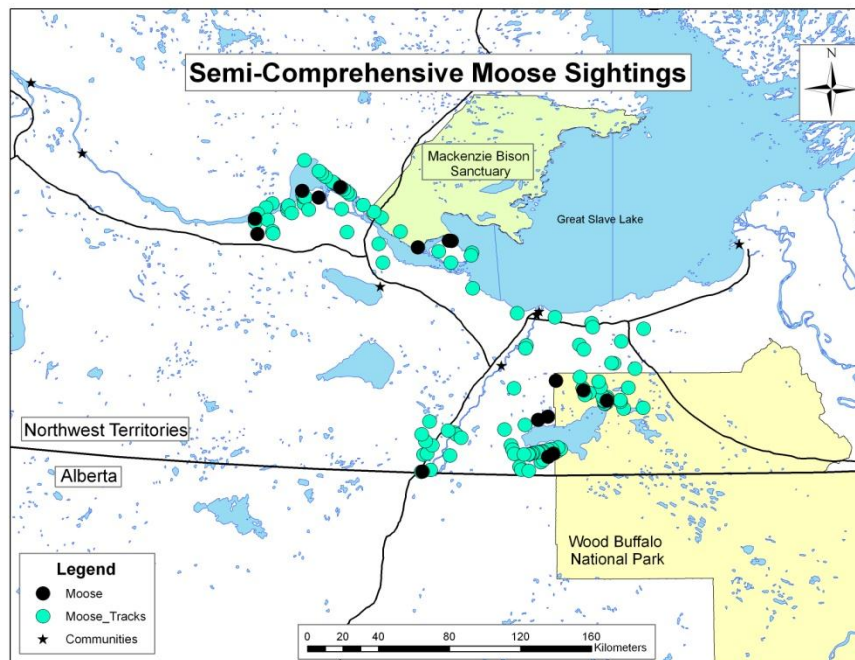 Semi-Comprehensive Moose Sightings
N
Mackenzie Bison
Sanctuary
Great Slave Lake
Northwest Territories
Alberta
Wood Buffalo
National Park
Legend
Moose
Moose_Tracks
Communities
0 10 20 40 80 120 160
Kilometers